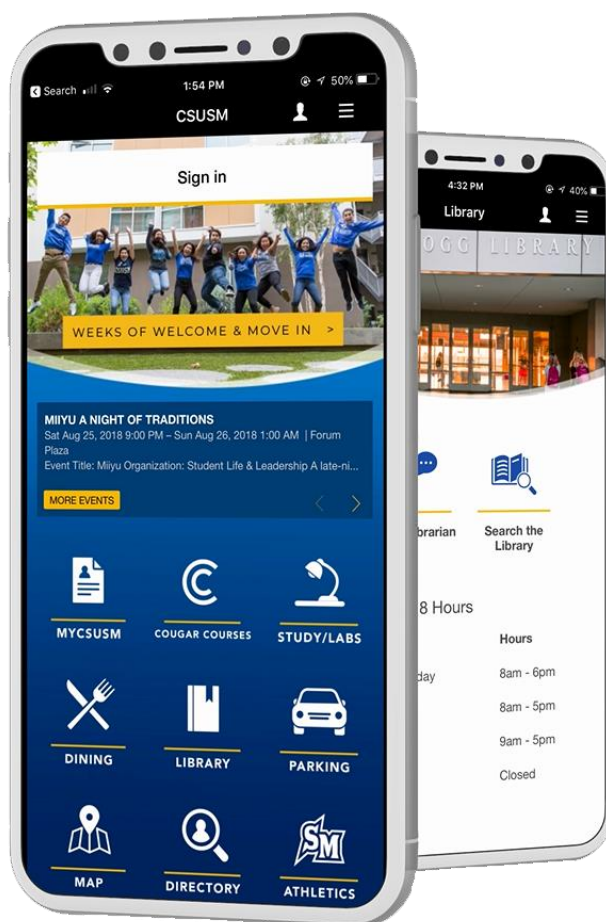 Search
1:54 PM
50%
CSUSM
Sign in
WEEKS OF WELCOME & MOVE IN >
MIIYU A NIGHT OF TRADITIONS
Sat Aug 25, 2018 9:00 PM – Sun Aug 26, 2018 1:00 AM | Forum
Plaza
Event Title: Miiyu Organization: Student Life & Leadership A late-ni...
MORE EVENTS
MYCSUSM
COUGAR COURSES
STUDY/LABS
DINING
LIBRARY
PARKING
MAP
DIRECTORY
SM
ATHLETICS
4:32 PM
40%
Library
OGG LIBRARY
brarian
Search the
Library
8 Hours
Hours
day
8am - 6pm
8am - 5pm
9am - 5pm
Closed